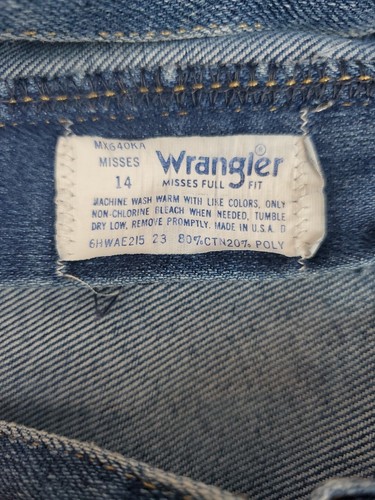 MX640KA
MISSES Wrangler®
14 MISSES FULL FIT
MACHINE WASH WARM WITH LIKE COLORS, ONLY
NON-CHLORINE BLEACH WHEN NEEDED, TUMBLE
DRY LOW, REMOVE PROMPTLY. MADE IN U.S.A. D
6HWAE215 23 80%CTN20% POLY